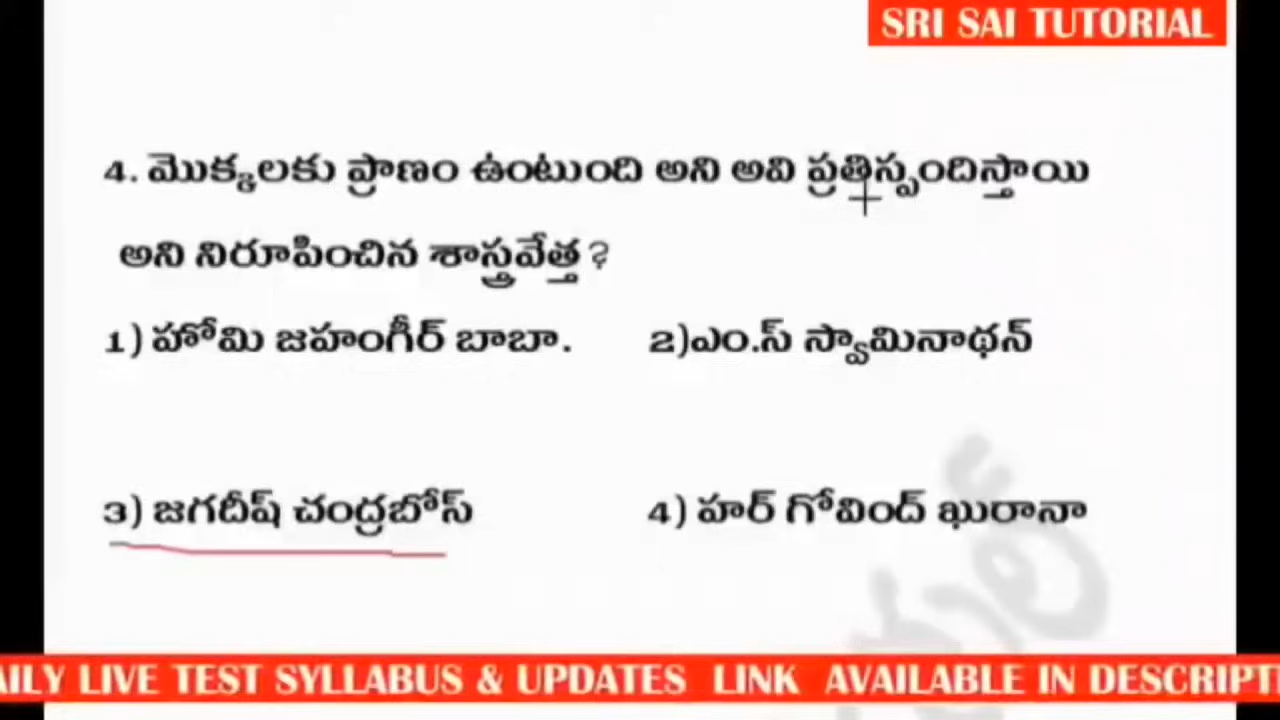 SRI SAI TUTORIAL
4. మొక్కలకు ప్రాణం ఉంటుంది అని అవి ప్రతిస్పందిస్తాయి
అని నిరూపించిన శాస్త్రవేత్త?
1) హోమి జహంగీర్ బాబా. 2)ఎం.స్ స్వామినాథన్
3) జగదీష్ చంద్రబోస్ 4) హర్ గోవింద్ ఖురానా
AILY LIVE TEST SYLLABUS & UPDATES LINK AVAILABLE IN DESCRIPT